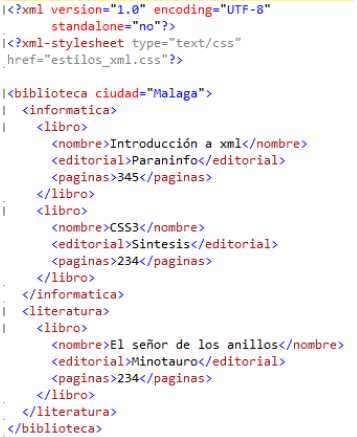 <?xml version="1.0" encoding="UTF-8"
standalone="no"?>
<?xml-stylesheet type="text/css"
href="estilos_xml.css"?>
<biblioteca ciudad="Malaga">
<informatica>
<libro>
<nombre>Introducción a xml</nombre>
<editorial>Paraninfo</editorial>
<paginas>345</paginas>
</libro>
<libro>
<nombre>CSS3</nombre>
<editorial>Sintesis</editorial>
<paginas>234</paginas>
</libro>
</informatica>
<literatura>
<libro>
<nombre>El señor de los anillos</nombre>
<editorial>Minotauro</editorial>
<paginas>234</paginas>
</libro>
</literatura>
</biblioteca>